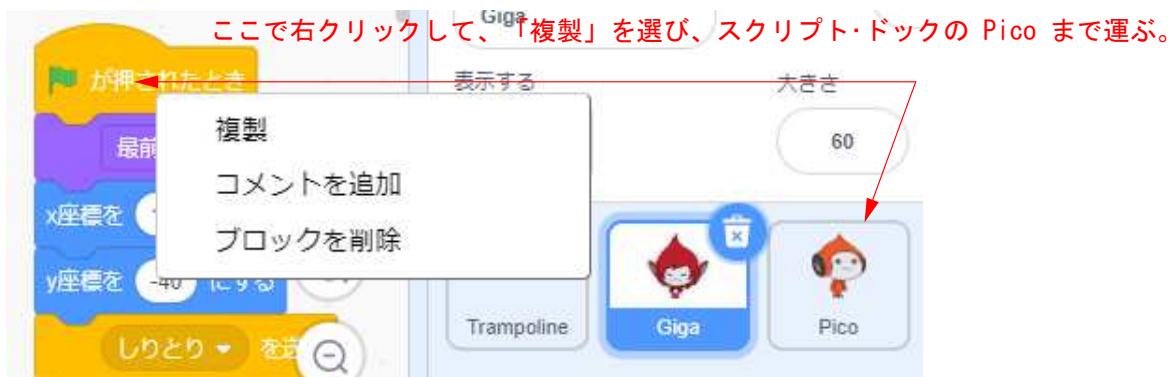 ここで右クリックして、「複製」を選び、スクリプト・ドックの Pico まで運ぶ。
Giga
が押されたとき
表示する
大きさ
複製
最前
60
コメントを追加
x座標を
ブロックを削除
y座標を -40 にする
Trampoline
Giga
Pico
しりとり を